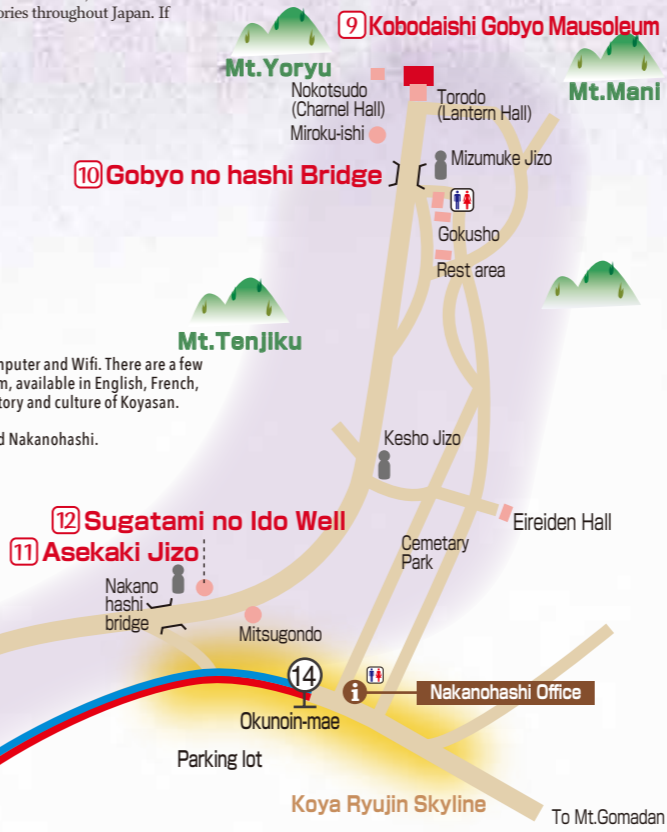 ories throughout Japan. If
9 Kobodaishi Gobyo Mausoleum
Mt.Yoryu
Mt.Mani
Nokotsudo
(Charnel Hall)
Torodo
(Lantern Hall)
Miroku-ishi
Mizumuke Jizo
10 Gobyo no hashi Bridge
Gokusho
Rest area
Mt.Tenjiku
mputer and Wifi. There are a few
m, available in English, French,
tory and culture of Koyasan.
d Nakanohashi.
Kesho Jizo
12 Sugatami no Ido Well
Eireiden Hall
11 Asekaki Jizo
Cemetary
Park
Nakano
hashi
bridge
Mitsugondo
14
i
Nakanohashi Office
Okunoin-mae
Parking lot
Koya Ryujin Skyline
To Mt.Gomadan